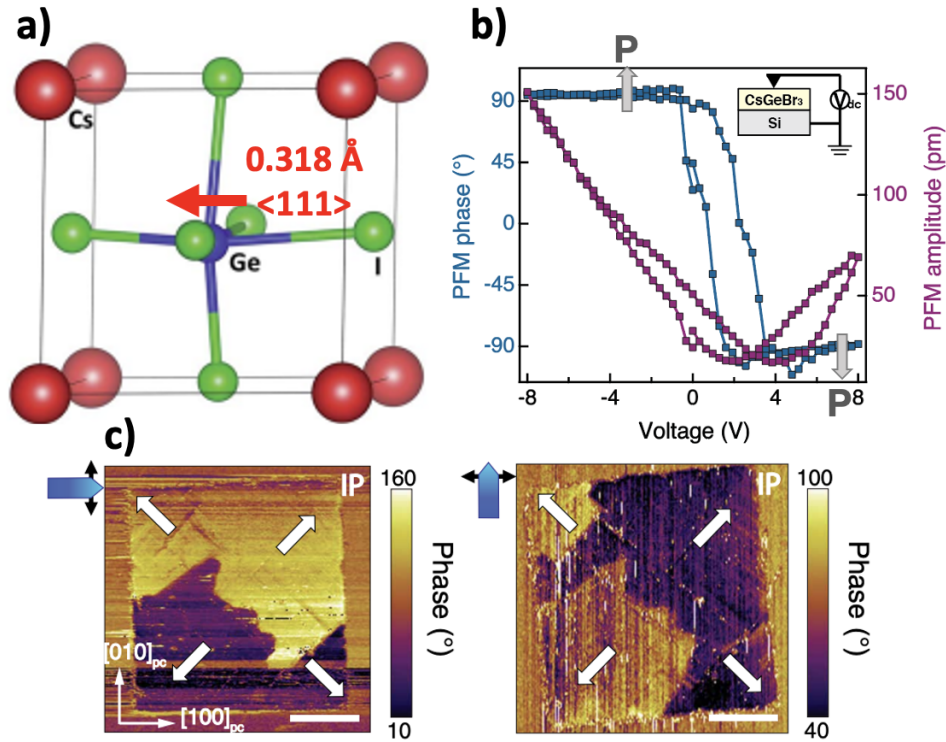 a)
Cs
0.318 Å
<111>
Ge
I
b)
P
CsGeBr₃
Si
Vdc
PFM phase (°)
90
45
0
-45
-90
PFM amplitude (pm)
150
100
50
P
-8
-4
0
4
8
Voltage (V)
c)
IP
160
Phase (°)
10
[010]pc
[100]pc
IP
100
Phase (°)
40